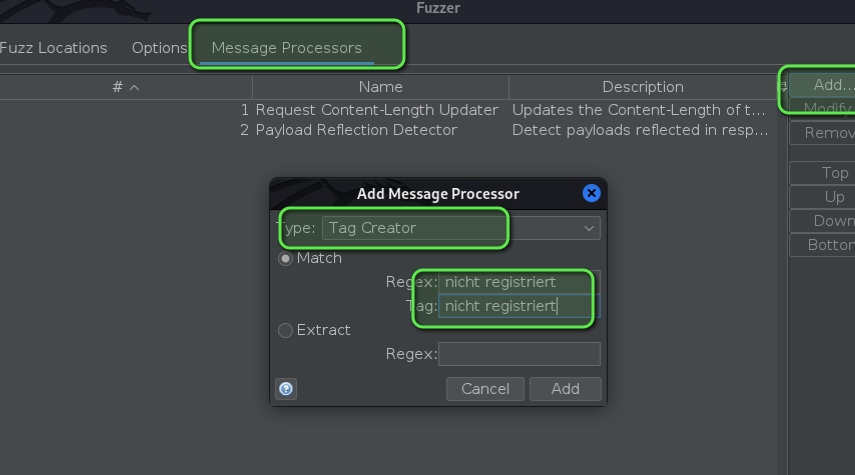 Fuzzer
Fuzz Locations Options Message Processors
# Name Description
Add...
1 Request Content-Length Updater Updates the Content-Length of t...
Modify
2 Payload Reflection Detector Detect payloads reflected in resp...
Remov
Top
Up
Down
Bottom
Add Message Processor
Type: Tag Creator
Match
Regex: nicht registriert
Tag: nicht registriert
Extract
Regex:
Cancel Add